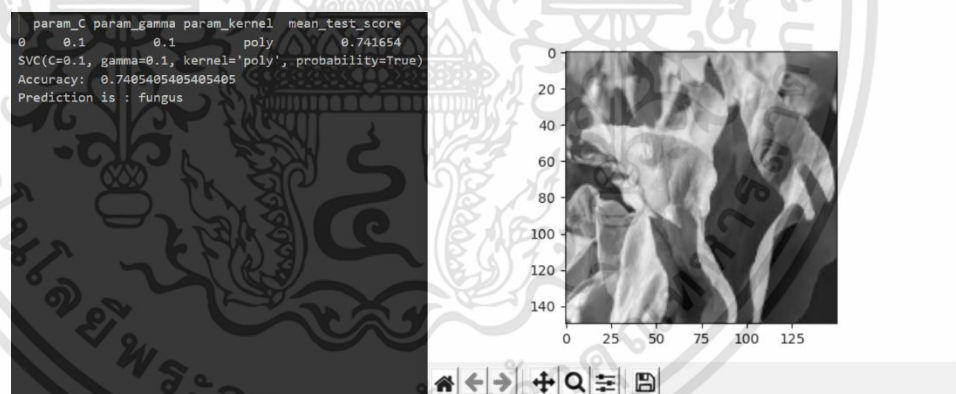 param_C param_gamma param_kernel mean_test_score
0 0.1 0.1 poly 0.741654
SVC(C=0.1, gamma=0.1, kernel='poly', probability=True)
Accuracy: 0.7405405405405405
Prediction is : fungus
0
20
40
60
80
100
120
140
0 25 50 75 100 125